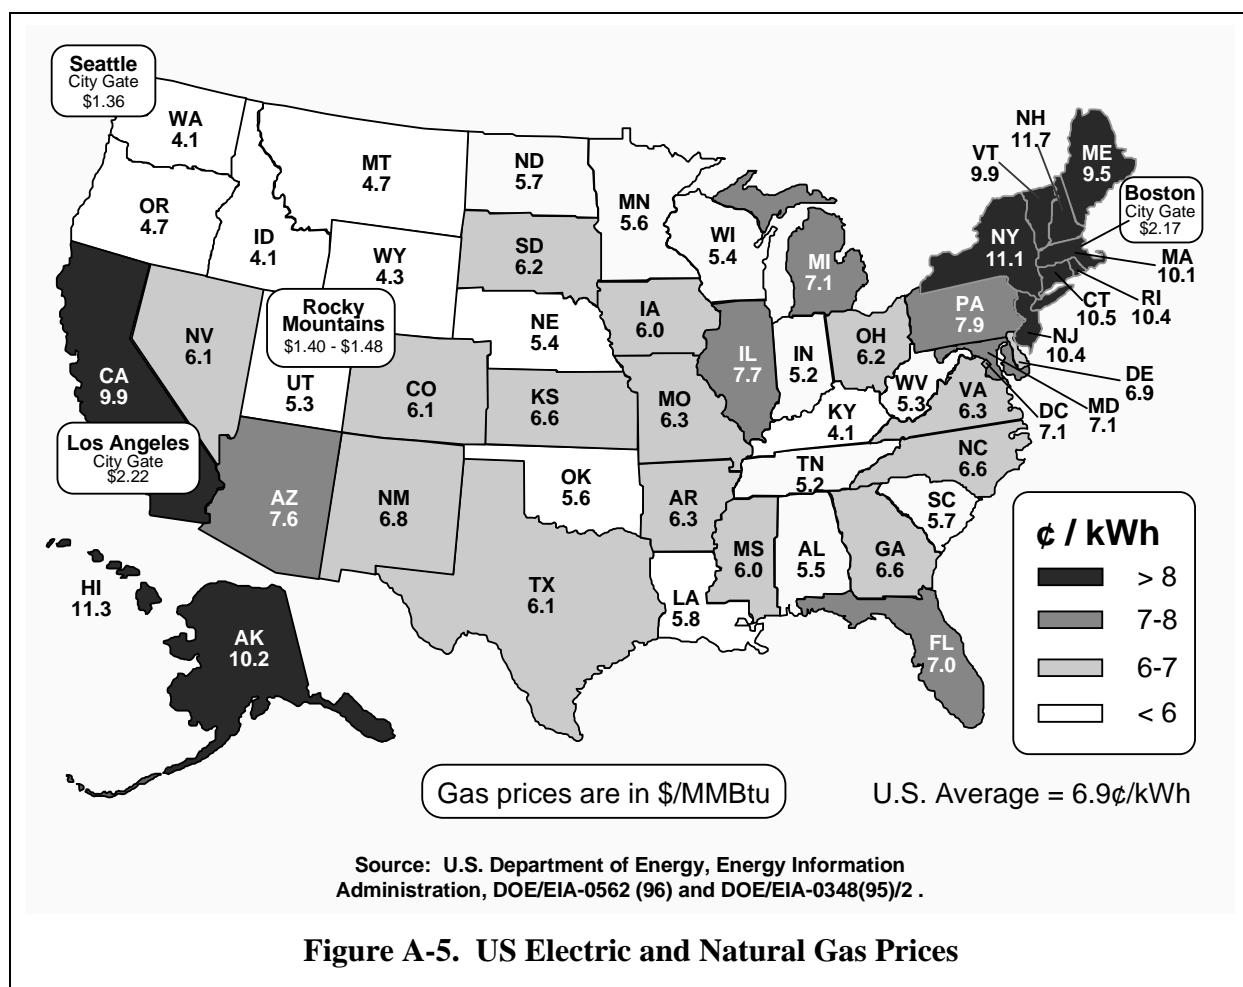 Seattle
City Gate
$1.36
WA
4.1
OR
4.7
ID
4.1
MT
4.7
WY
4.3
ND
5.7
SD
6.2
MN
5.6
WI
5.4
MI
7.1
NH
11.7
VT
9.9
ME
9.5
Boston
City Gate
$2.17
NY
11.1
MA
10.1
RI
10.4
CT
10.5
PA
7.9
NJ
10.4
DE
6.9
MD
7.1
DC
7.1
Rocky
Mountains
$1.40 - $1.48
NV
6.1
CA
9.9
UT
5.3
CO
6.1
NE
5.4
KS
6.6
IA
6.0
MO
6.3
IL
7.7
IN
5.2
OH
6.2
WV
5.3
VA
6.3
KY
4.1
NC
6.6
TN
5.2
SC
5.7
Los Angeles
City Gate
$2.22
AZ
7.6
NM
6.8
OK
5.6
AR
6.3
MS
6.0
AL
5.5
GA
6.6
TX
6.1
LA
5.8
FL
7.0
HI
11.3
AK
10.2
¢ / kWh
> 8
7-8
6-7
< 6
Gas prices are in $/MMBtu
U.S. Average = 6.9¢/kWh
Source: U.S. Department of Energy, Energy Information
Administration, DOE/EIA-0562 (96) and DOE/EIA-0348(95)/2 .
Figure A-5. US Electric and Natural Gas Prices